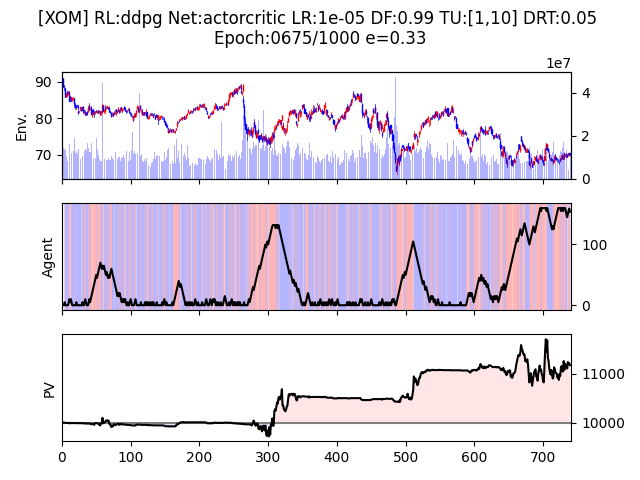 [XOM] RL:ddpg Net:actorcritic LR:1e-05 DF:0.99 TU:[1,10] DRT:0.05
Epoch:0675/1000 e=0.33
1e7
90
80
70
Env.
4
2
0
Agent
100
0
PV
11000
10000
0 100 200 300 400 500 600 700